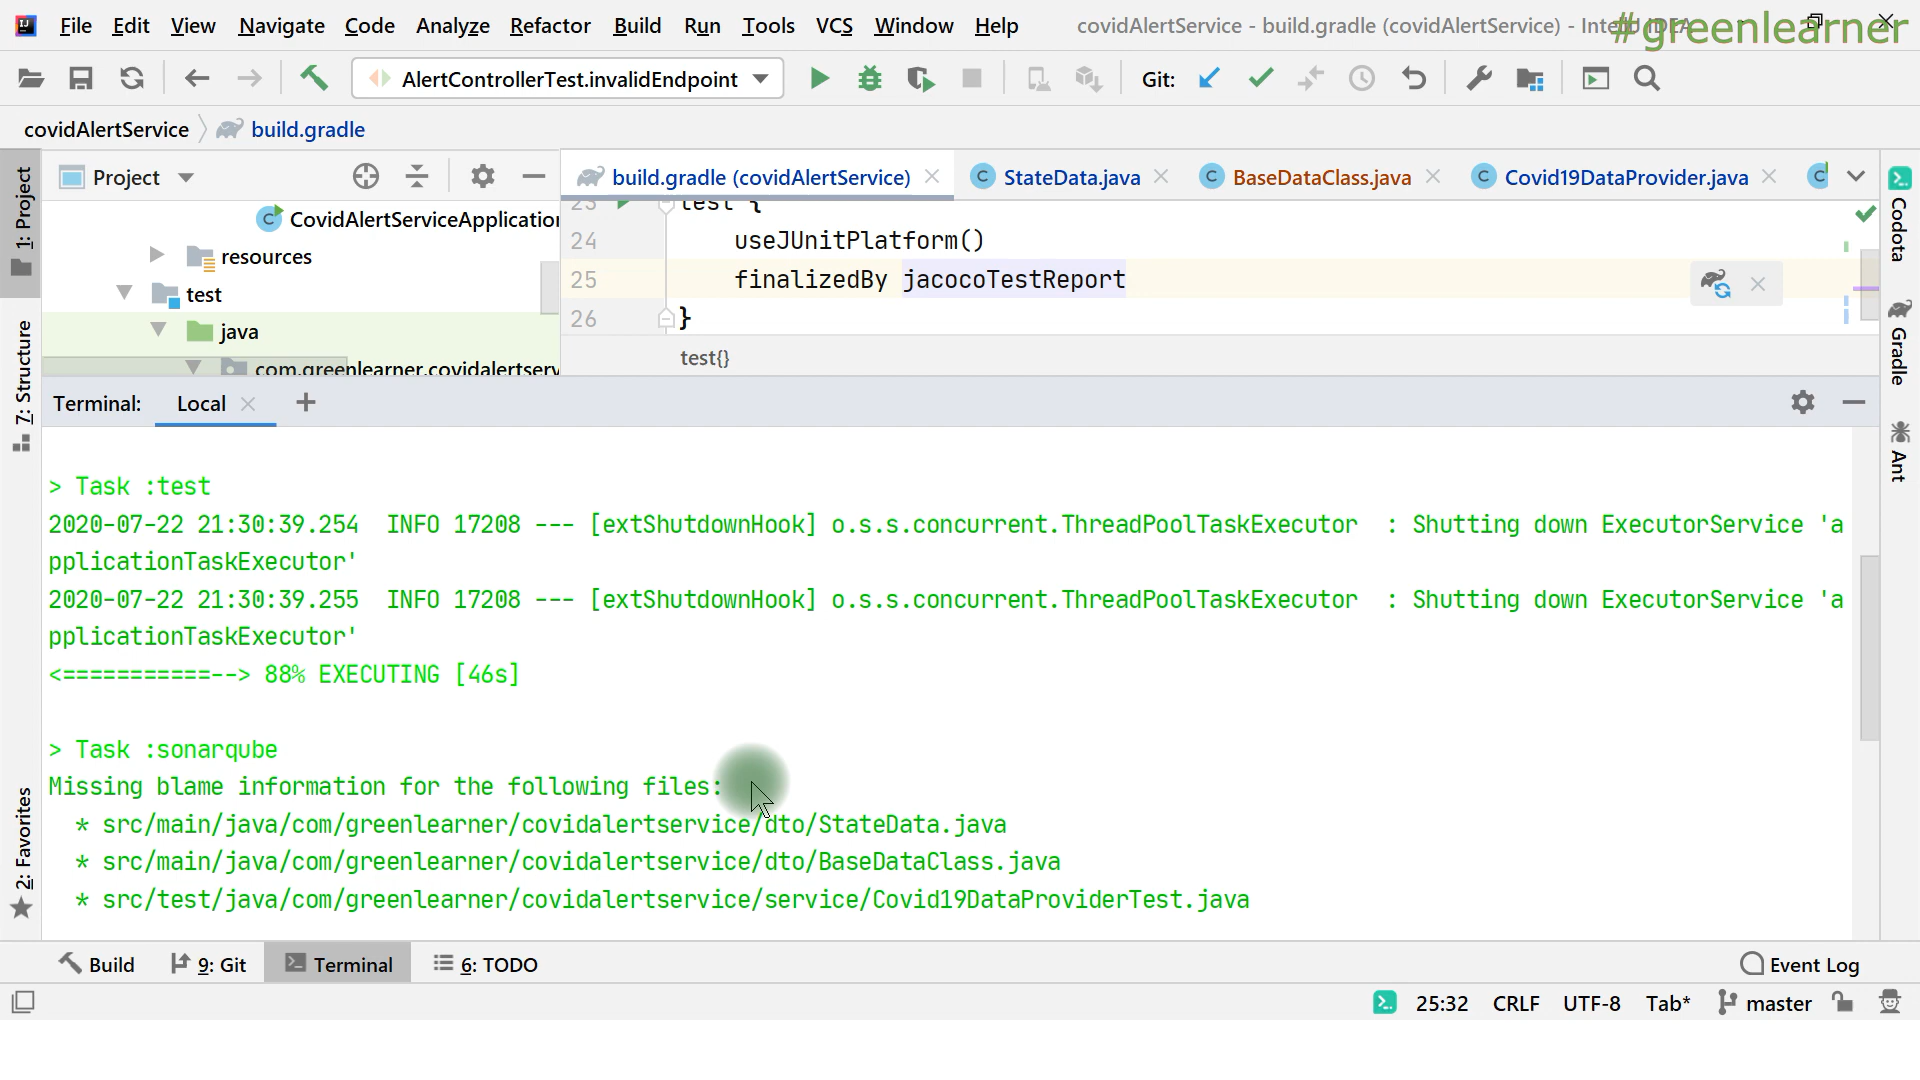 File Edit View Navigate Code Analyze Refactor Build Run Tools VCS Window Help covidAlertService - build.gradle (covidAlertService) - IntelliJ IDEA
#greenlearner
AlertControllerTest.invalidEndpoint Git:
covidAlertService build.gradle
1: Project
7: Structure
2: Favorites
Project
build.gradle (covidAlertService) StateData.java BaseDataClass.java Covid19DataProvider.java
CovidAlertServiceApplication
resources
test
java
com.greenlearner.covidalertserv
23 test {
24 useJUnitPlatform()
25 finalizedBy jacocoTestReport
26 }
test{}
Codota
Gradle
Ant
Terminal: Local +
> Task :test
2020-07-22 21:30:39.254  INFO 17208 --- [extShutdownHook] o.s.s.concurrent.ThreadPoolTaskExecutor  : Shutting down ExecutorService 'a
pplicationTaskExecutor'
2020-07-22 21:30:39.255  INFO 17208 --- [extShutdownHook] o.s.s.concurrent.ThreadPoolTaskExecutor  : Shutting down ExecutorService 'a
pplicationTaskExecutor'
<===========--> 88% EXECUTING [46s]
> Task :sonarqube
Missing blame information for the following files:
* src/main/java/com/greenlearner/covidalertservice/dto/StateData.java
* src/main/java/com/greenlearner/covidalertservice/dto/BaseDataClass.java
* src/test/java/com/greenlearner/covidalertservice/service/Covid19DataProviderTest.java
Build 9: Git Terminal 6: TODO Event Log
25:32 CRLF UTF-8 Tab* master